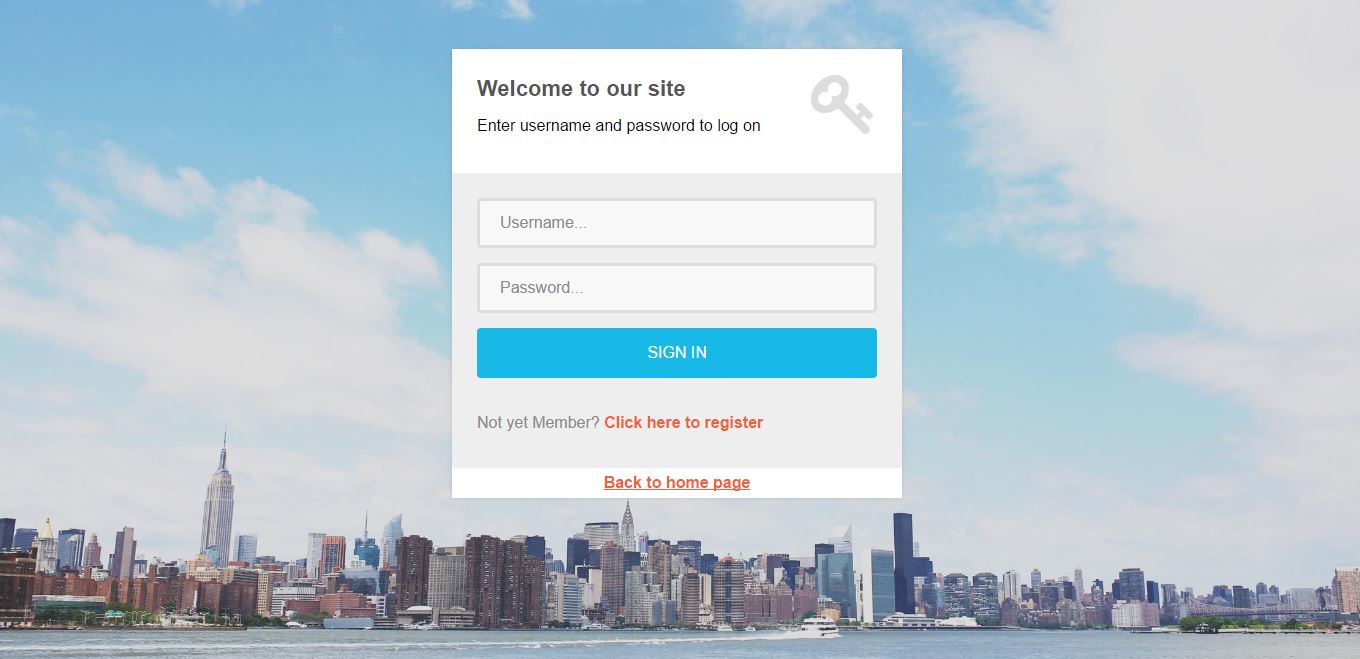 Welcome to our site
Enter username and password to log on
Username...
Password...
SIGN IN
Not yet Member? Click here to register
Back to home page